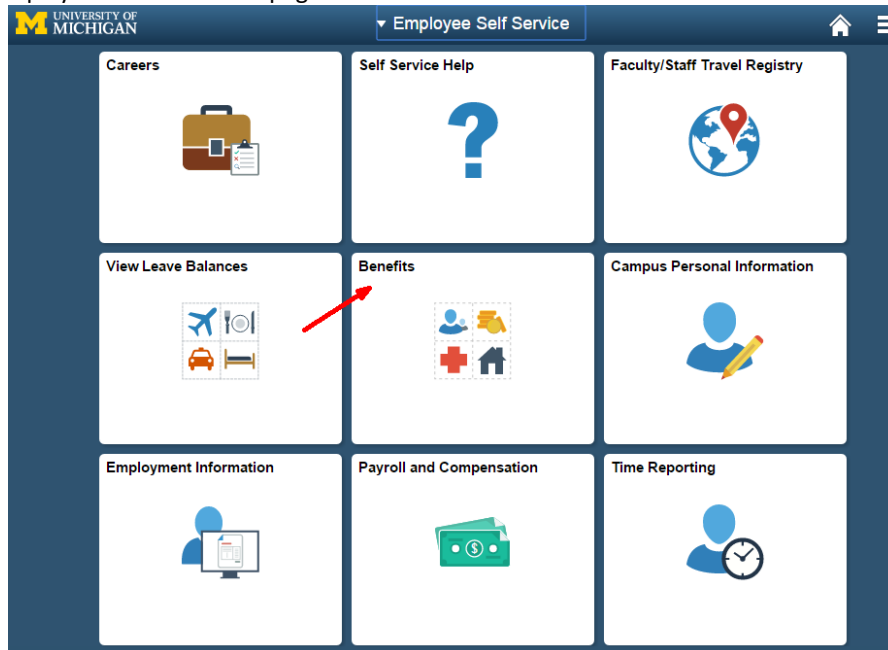 UNIVERSITY OF
MICHIGAN
Employee Self Service
Careers
Self Service Help
Faculty/Staff Travel Registry
View Leave Balances
Benefits
Campus Personal Information
Employment Information
Payroll and Compensation
Time Reporting